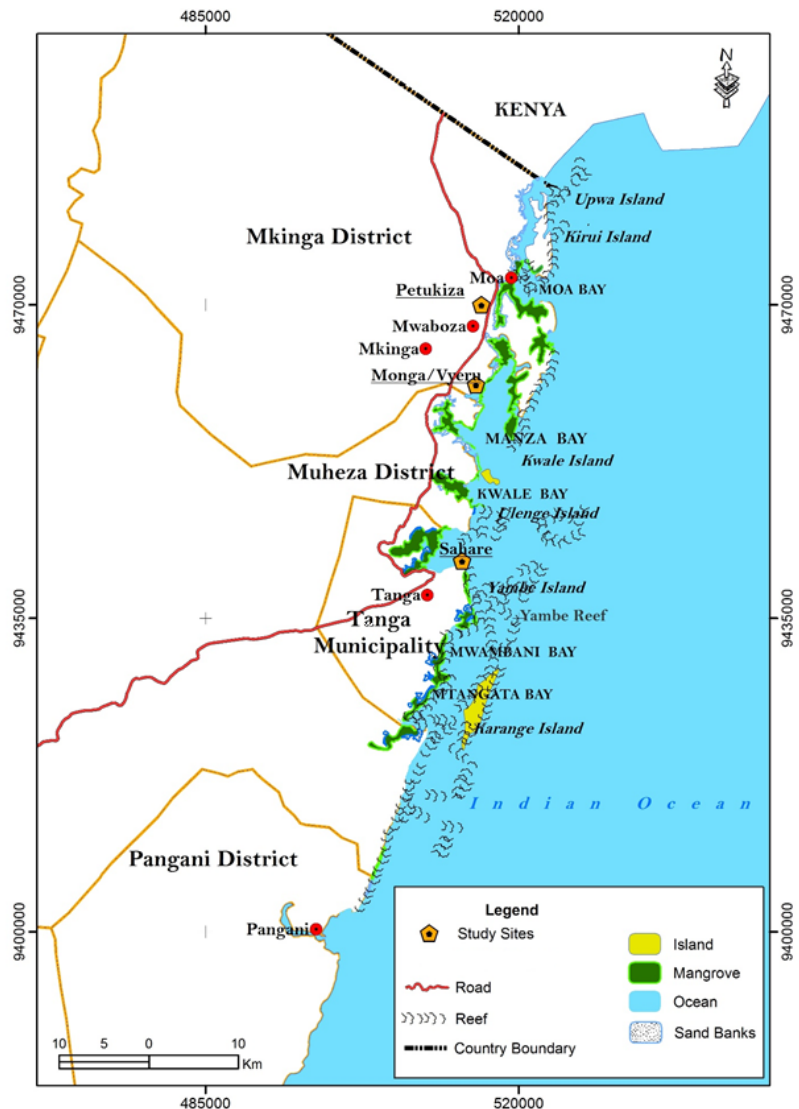 485000
520000
N
KENYA
Upwa Island
Mkinga District
Kirui Island
Moa
MOA BAY
Petukiza
9470000
9470000
Mwaboza
Mkinga
Monga/Vyeru
MANZA BAY
Kwale Island
Muheza District
KWALE BAY
Ulenge Island
Sahare
Yambe Island
Tanga
Yambe Reef
9435000
9435000
Tanga
Municipality
MWAMBANI BAY
MTANGATA BAY
Karange Island
Indian Ocean
Pangani District
Pangani
9400000
9400000
Legend
Study Sites
Road
Reef
Country Boundary
Island
Mangrove
Ocean
Sand Banks
10 5 0 10
Km
485000
520000